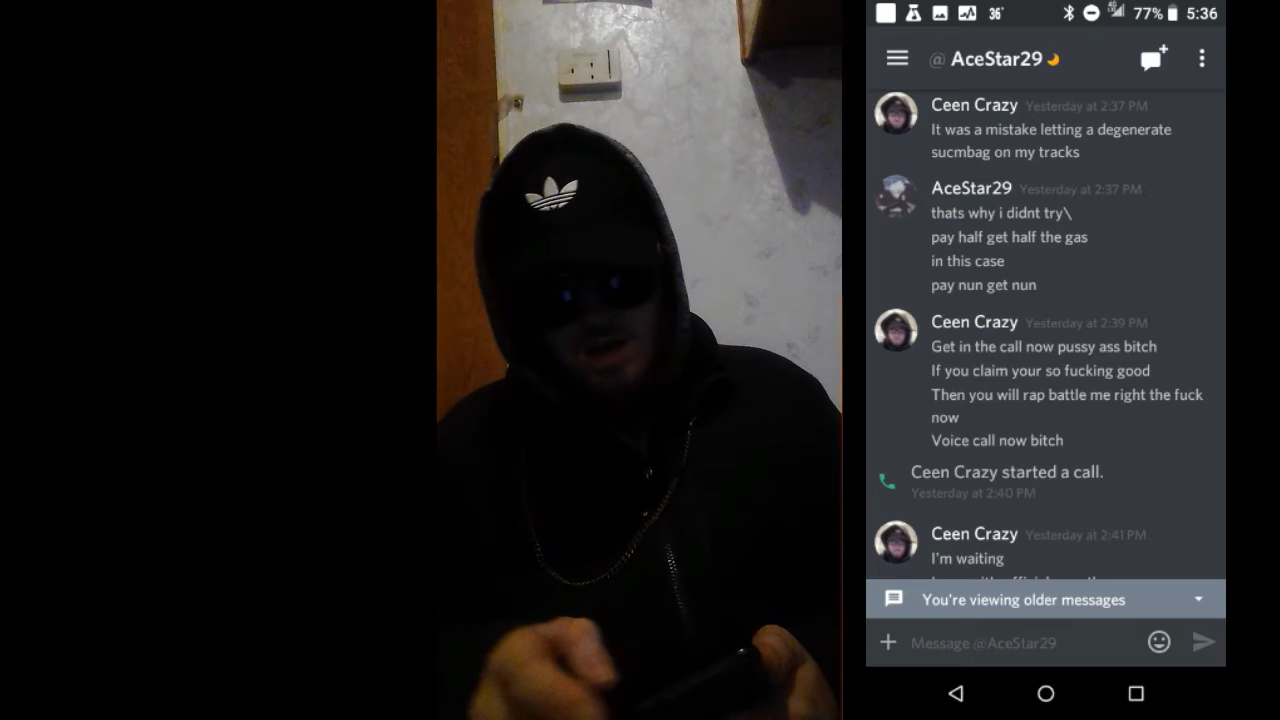 36°
77% 5:36
@ AceStar29
Ceen Crazy Yesterday at 2:37 PM
It was a mistake letting a degenerate
sucmbag on my tracks
AceStar29 Yesterday at 2:37 PM
thats why i didnt try\
pay half get half the gas
in this case
pay nun get nun
Ceen Crazy Yesterday at 2:39 PM
Get in the call now pussy ass bitch
If you claim your so fucking good
Then you will rap battle me right the fuck
now
Voice call now bitch
Ceen Crazy started a call.
Yesterday at 2:40 PM
Ceen Crazy Yesterday at 2:41 PM
I'm waiting
You're viewing older messages
Message @AceStar29